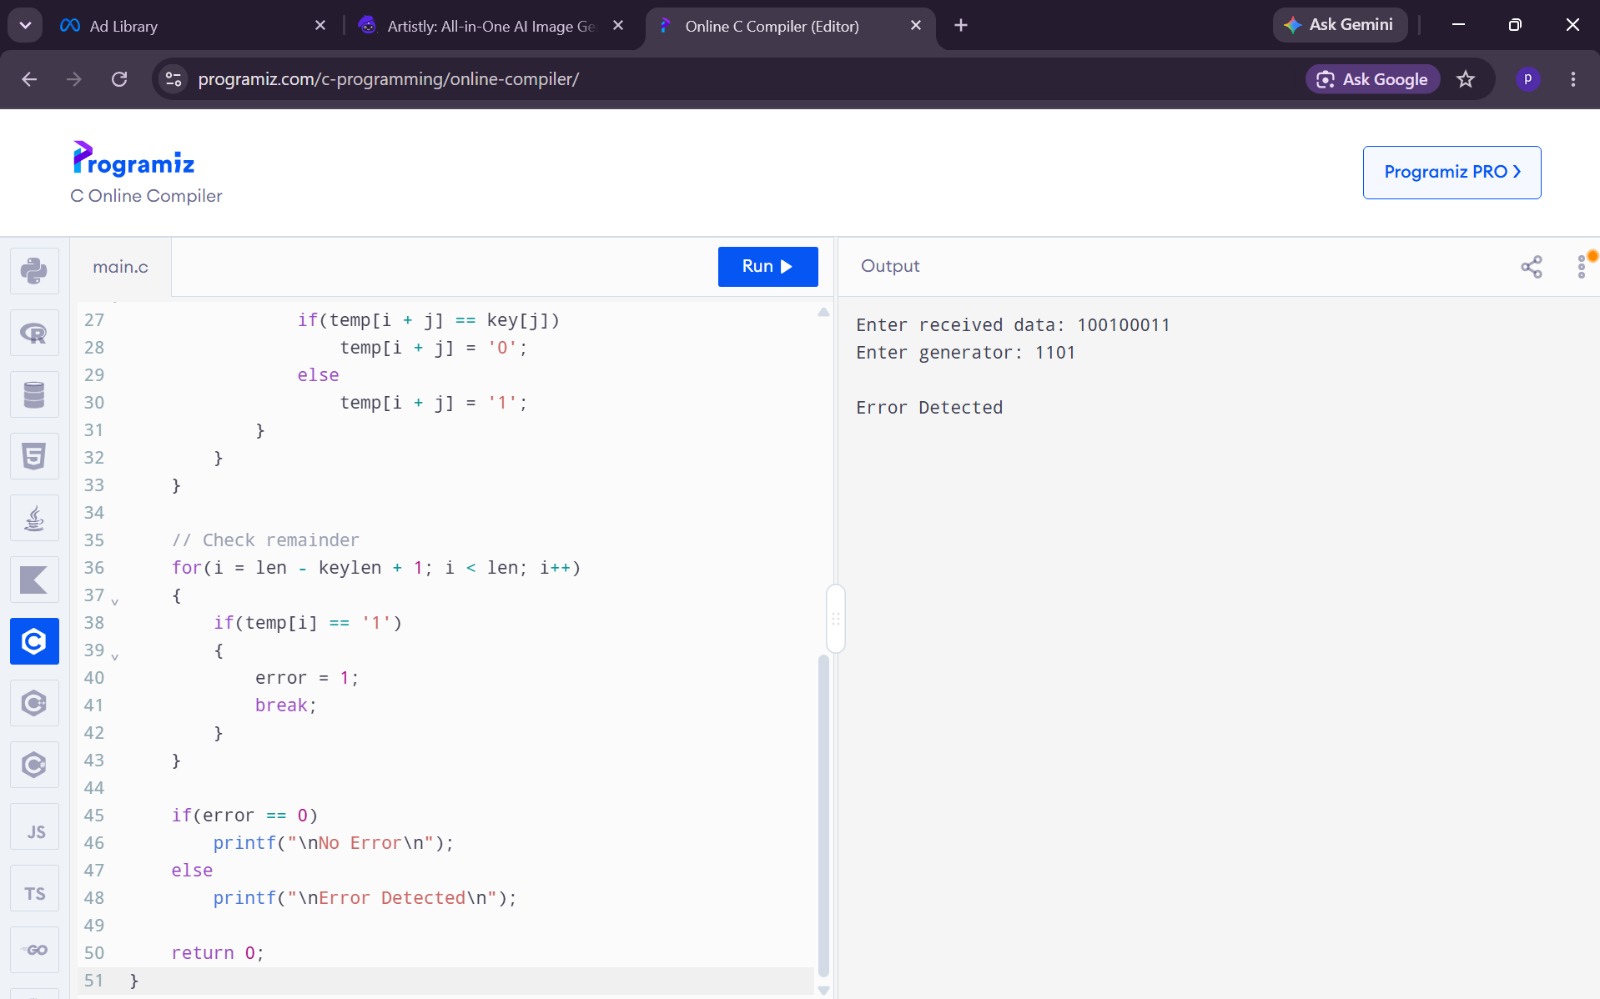 Ad Library
Artistly: All-in-One AI Image Ge
Online C Compiler (Editor)
Ask Gemini
programiz.com/c-programming/online-compiler/
Ask Google
p
Programiz
C Online Compiler
Programiz PRO
main.c
Run
Output
27 if(temp[i + j] == key[j])
28 temp[i + j] = '0';
29 else
30 temp[i + j] = '1';
31 }
32 }
33 }
34
35 // Check remainder
36 for(i = len - keylen + 1; i < len; i++)
37 {
38 if(temp[i] == '1')
39 {
40 error = 1;
41 break;
42 }
43 }
44
45 if(error == 0)
46 printf("\nNo Error\n");
47 else
48 printf("\nError Detected\n");
49
50 return 0;
51 }
Enter received data: 100100011
Enter generator: 1101
Error Detected
JS
TS
GO